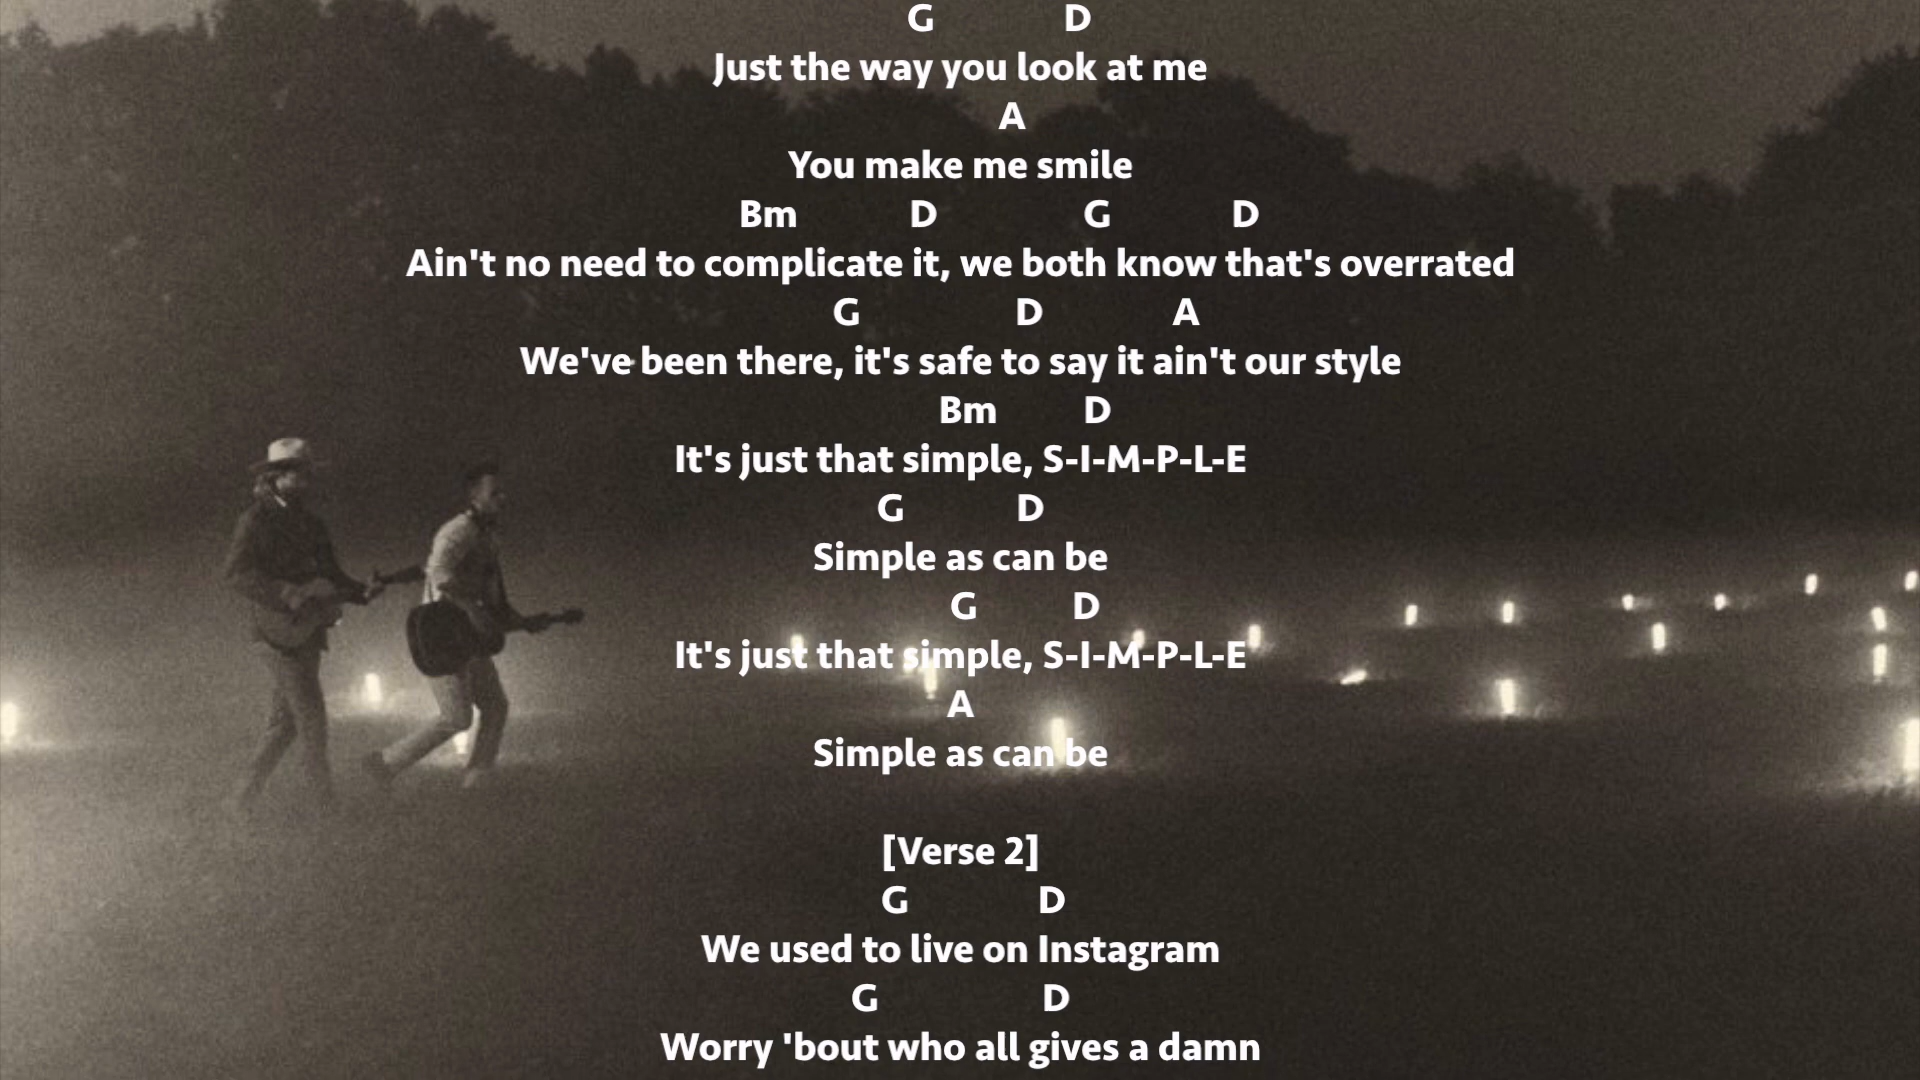 G D
Just the way you look at me
A
You make me smile
Bm D G D
Ain't no need to complicate it, we both know that's overrated
G D A
We've been there, it's safe to say it ain't our style
Bm D
It's just that simple, S-I-M-P-L-E
G D
Simple as can be
G D
It's just that simple, S-I-M-P-L-E
A
Simple as can be
[Verse 2]
G D
We used to live on Instagram
G D
Worry 'bout who all gives a damn